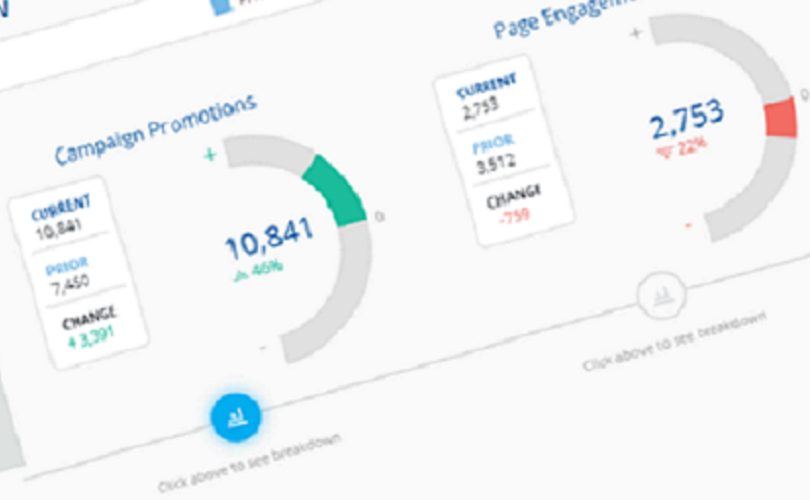 Campaign Promotions
CURRENT
10,841
PRIOR
7,450
CHANGE
+3,391
+
10,841
46%
0
-
Click above to see breakdown
Page
CURRENT
2,753
PRIOR
3,512
CHANGE
-759
+
2,753
22%
0
-
Click above to see breakdown